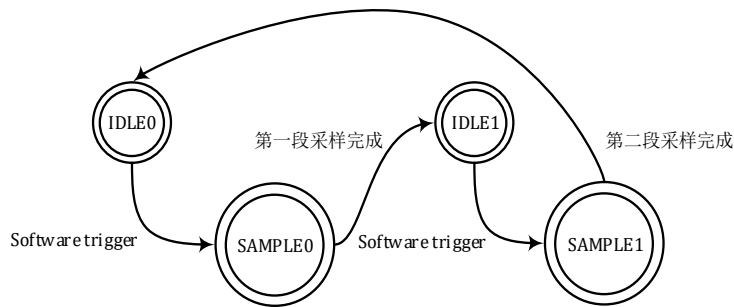 IDLE0
IDLE1
第一段采样完成
第二段采样完成
Software trigger
SAMPLE0
Software trigger
SAMPLE1